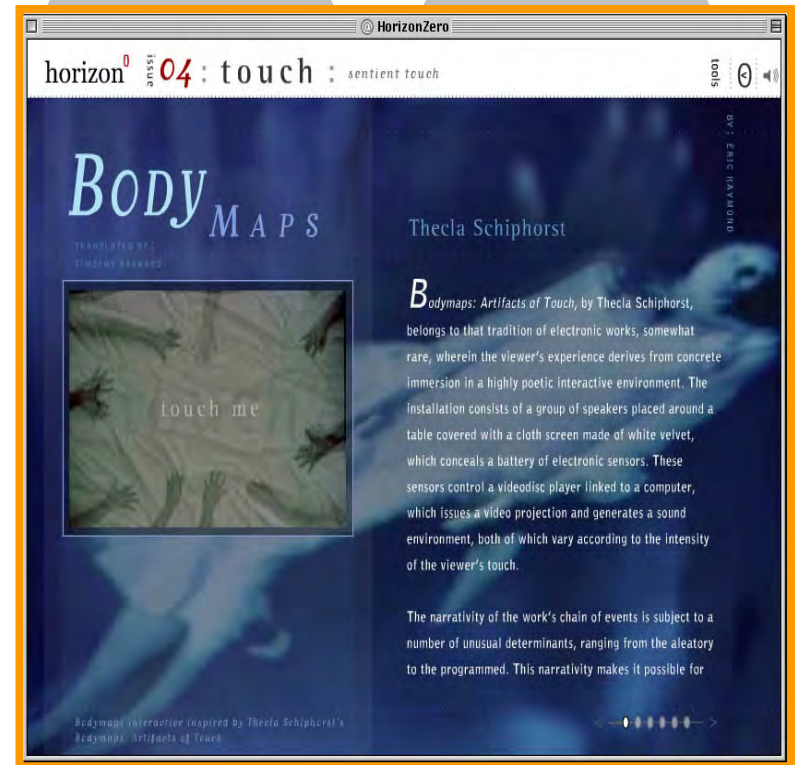 HorizonZero
horizon0 issue 04 : touch : sentient touch
tools
BY: ERIC RAYMOND
BODY
MAPS
TRANSLATED BY:
TIMOTHY BARNARD
touch me
Thecla Schiphorst
Bodymaps: Artifacts of Touch, by Thecla Schiphorst,
belongs to that tradition of electronic works, somewhat
rare, wherein the viewer's experience derives from concrete
immersion in a highly poetic interactive environment. The
installation consists of a group of speakers placed around a
table covered with a cloth screen made of white velvet,
which conceals a battery of electronic sensors. These
sensors control a videodisc player linked to a computer,
which issues a video projection and generates a sound
environment, both of which vary according to the intensity
of the viewer's touch.
The narrativity of the work's chain of events is subject to a
number of unusual determinants, ranging from the aleatory
to the programmed. This narrativity makes it possible for
Bodymaps interactive inspired by Thecla Schiphorst's
Bodymaps: Artifacts of Touch